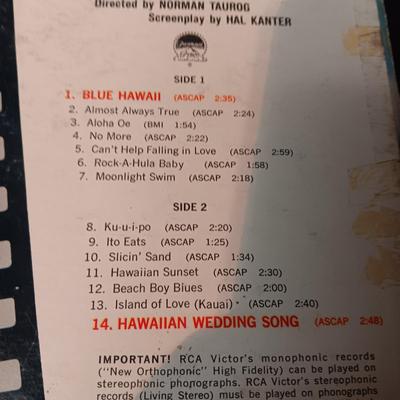 Directed by NORMAN TAUROG
Screenplay by HAL KANTER
SIDE 1
1. BLUE HAWAII (ASCAP 2:35)
2. Almost Always True (ASCAP 2:24)
3. Aloha Oe (BMI 1:54)
4. No More (ASCAP 2:22)
5. Can't Help Falling in Love (ASCAP 2:59)
6. Rock-A-Hula Baby (ASCAP 1:58)
7. Moonlight Swim (ASCAP 2:18)
SIDE 2
8. Ku-u-i-po (ASCAP 2:20)
9. Ito Eats (ASCAP 1:25)
10. Slicin' Sand (ASCAP 1:34)
11. Hawaiian Sunset (ASCAP 2:30)
12. Beach Boy Blues (ASCAP 2:00)
13. Island of Love (Kauai) (ASCAP 2:40)
14. HAWAIIAN WEDDING SONG (ASCAP 2:48)
IMPORTANT! RCA Victor's monophonic records
("New Orthophonic" High Fidelity) can be played on
stereophonic phonographs. RCA Victor's stereophonic
records (Living Stereo) must be played on phonographs